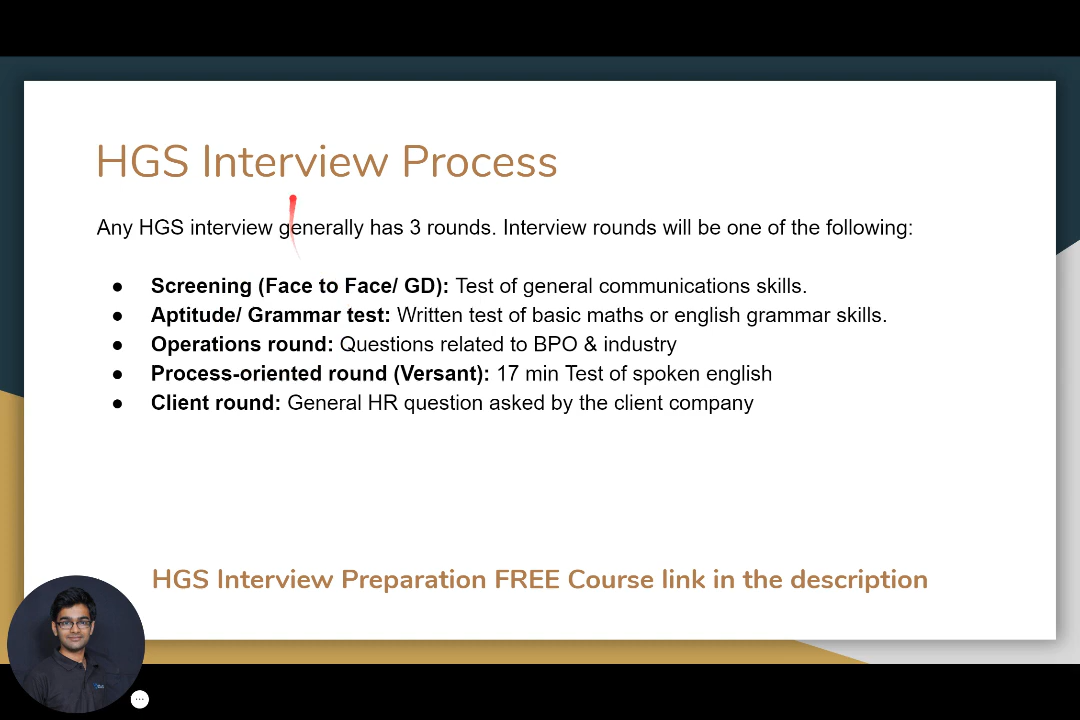 HGS Interview Process
Any HGS interview generally has 3 rounds. Interview rounds will be one of the following:
● Screening (Face to Face/ GD): Test of general communications skills.
● Aptitude/ Grammar test: Written test of basic maths or english grammar skills.
● Operations round: Questions related to BPO & industry
● Process-oriented round (Versant): 17 min Test of spoken english
● Client round: General HR question asked by the client company
HGS Interview Preparation FREE Course link in the description